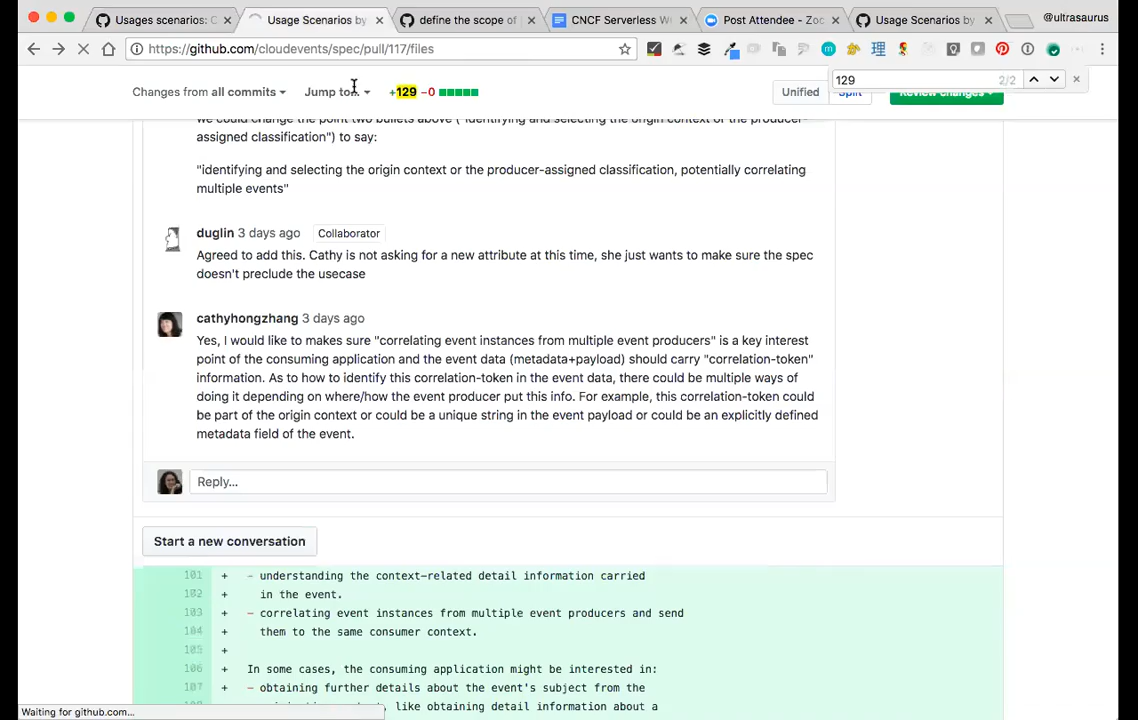 Usages scenarios: C
Usage Scenarios by
define the scope of
CNCF Serverless W
Post Attendee - Zoo
Usage Scenarios by
@ultrasaurus
https://github.com/cloudevents/spec/pull/117/files
129
2/2
Changes from all commits
Jump to...
+129 −0
Unified
Split
Review changes
we could change the point two bullets above ("identifying and selecting the origin context or the producer-
assigned classification") to say:
"identifying and selecting the origin context or the producer-assigned classification, potentially correlating
multiple events"
duglin 3 days ago
Collaborator
Agreed to add this. Cathy is not asking for a new attribute at this time, she just wants to make sure the spec
doesn't preclude the usecase
cathyhongzhang 3 days ago
Yes, I would like to makes sure "correlating event instances from multiple event producers" is a key interest
point of the consuming application and the event data (metadata+payload) should carry "correlation-token"
information. As to how to identify this correlation-token in the event data, there could be multiple ways of
doing it depending on where/how the event producer put this info. For example, this correlation-token could
be part of the origin context or could be a unique string in the event payload or could be an explicitly defined
metadata field of the event.
Reply...
Start a new conversation
101 + - understanding the context-related detail information carried
102 + in the event.
103 + - correlating event instances from multiple event producers and send
104 + them to the same consumer context.
105 +
106 + In some cases, the consuming application might be interested in:
107 + - obtaining further details about the event's subject from the
, like obtaining detail information about a
Waiting for github.com...